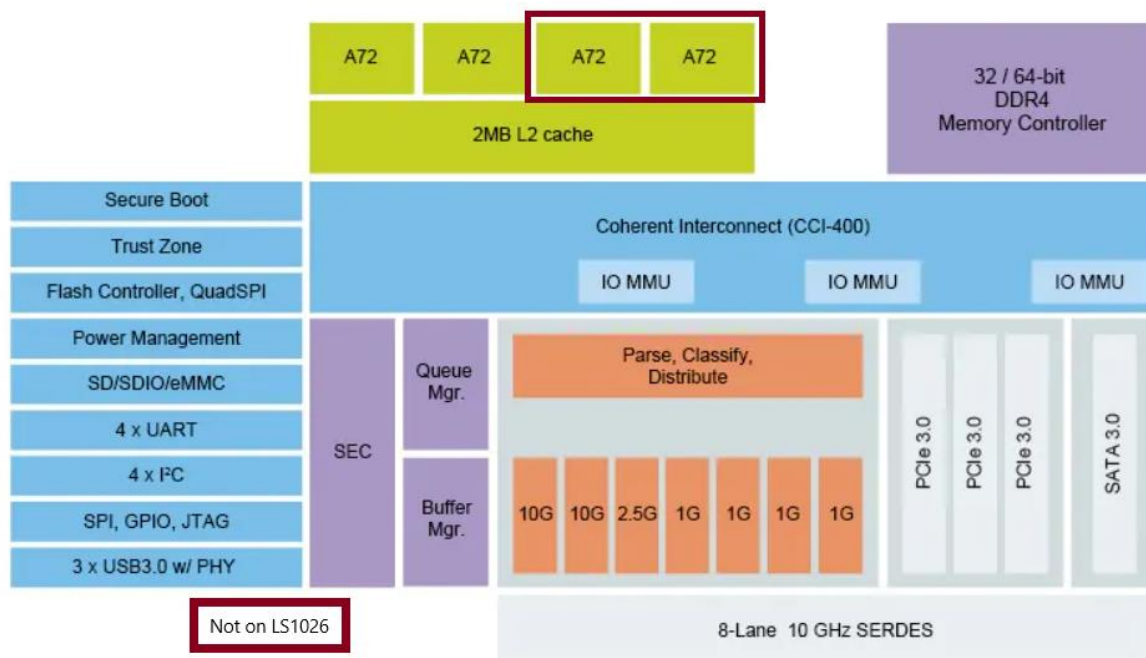 A72
A72
A72
A72
2MB L2 cache
32 / 64-bit
DDR4
Memory Controller
Secure Boot
Trust Zone
Flash Controller, QuadSPI
Power Management
SD/SDIO/eMMC
4 x UART
4 x I²C
SPI, GPIO, JTAG
3 x USB3.0 w/ PHY
Coherent Interconnect (CCI-400)
IO MMU
IO MMU
IO MMU
SEC
Queue
Mgr.
Buffer
Mgr.
Parse, Classify,
Distribute
10G
10G
2.5G
1G
1G
1G
1G
PCIe 3.0
PCIe 3.0
PCIe 3.0
SATA 3.0
Not on LS1026
8-Lane 10 GHz SERDES